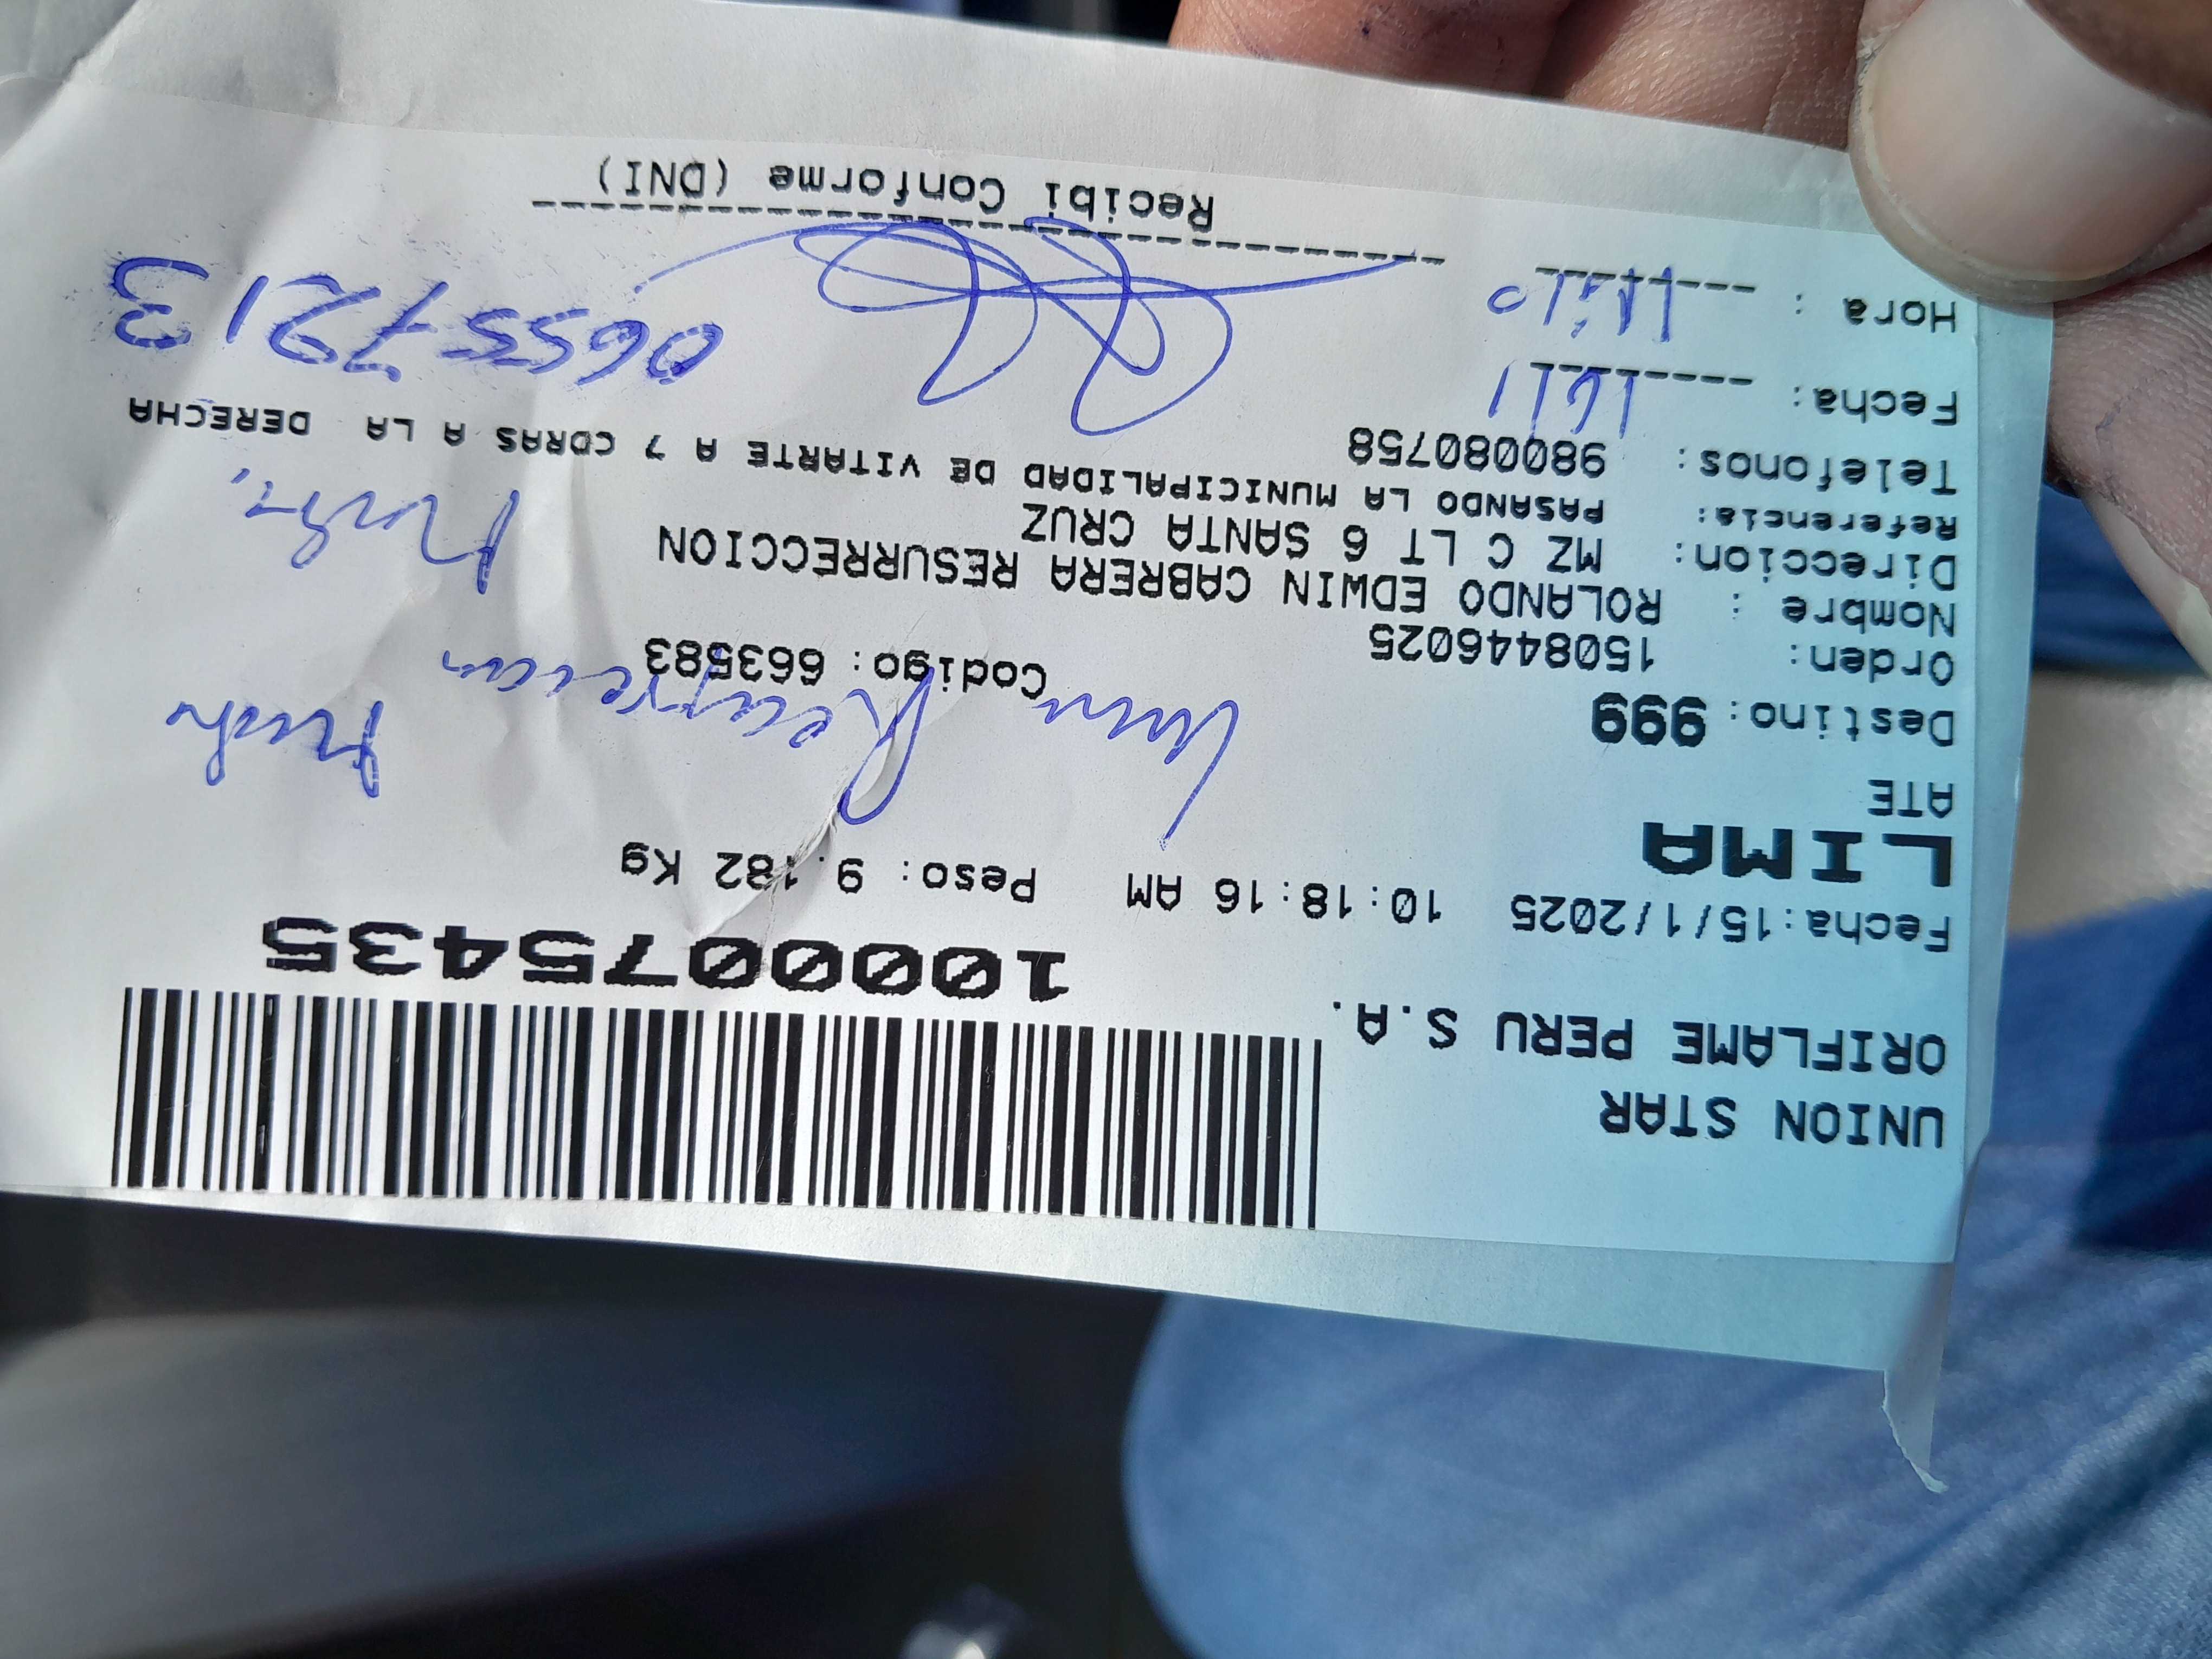 UNION STAR
ORIFLAME PERU S.A.
1000075435
Fecha:15/1/2025 10:18:16 AM Peso: 9.182 Kg
LIMA
ATE
Destino: 999
Orden: 1508446025 Codigo: 663583
Nombre : ROLANDO EDWIN CABRERA RESURRECCION
Direccion: MZ C LT 6 SANTA CRUZ
Referencia: PASANDO LA MUNICIPALIDAD DE VITARTE A 7 CDRAS A LA DERECHA
Telefonos: 980080758
Fecha: 16/1
Hora :
06557213
Recibi Conforme (DNI)